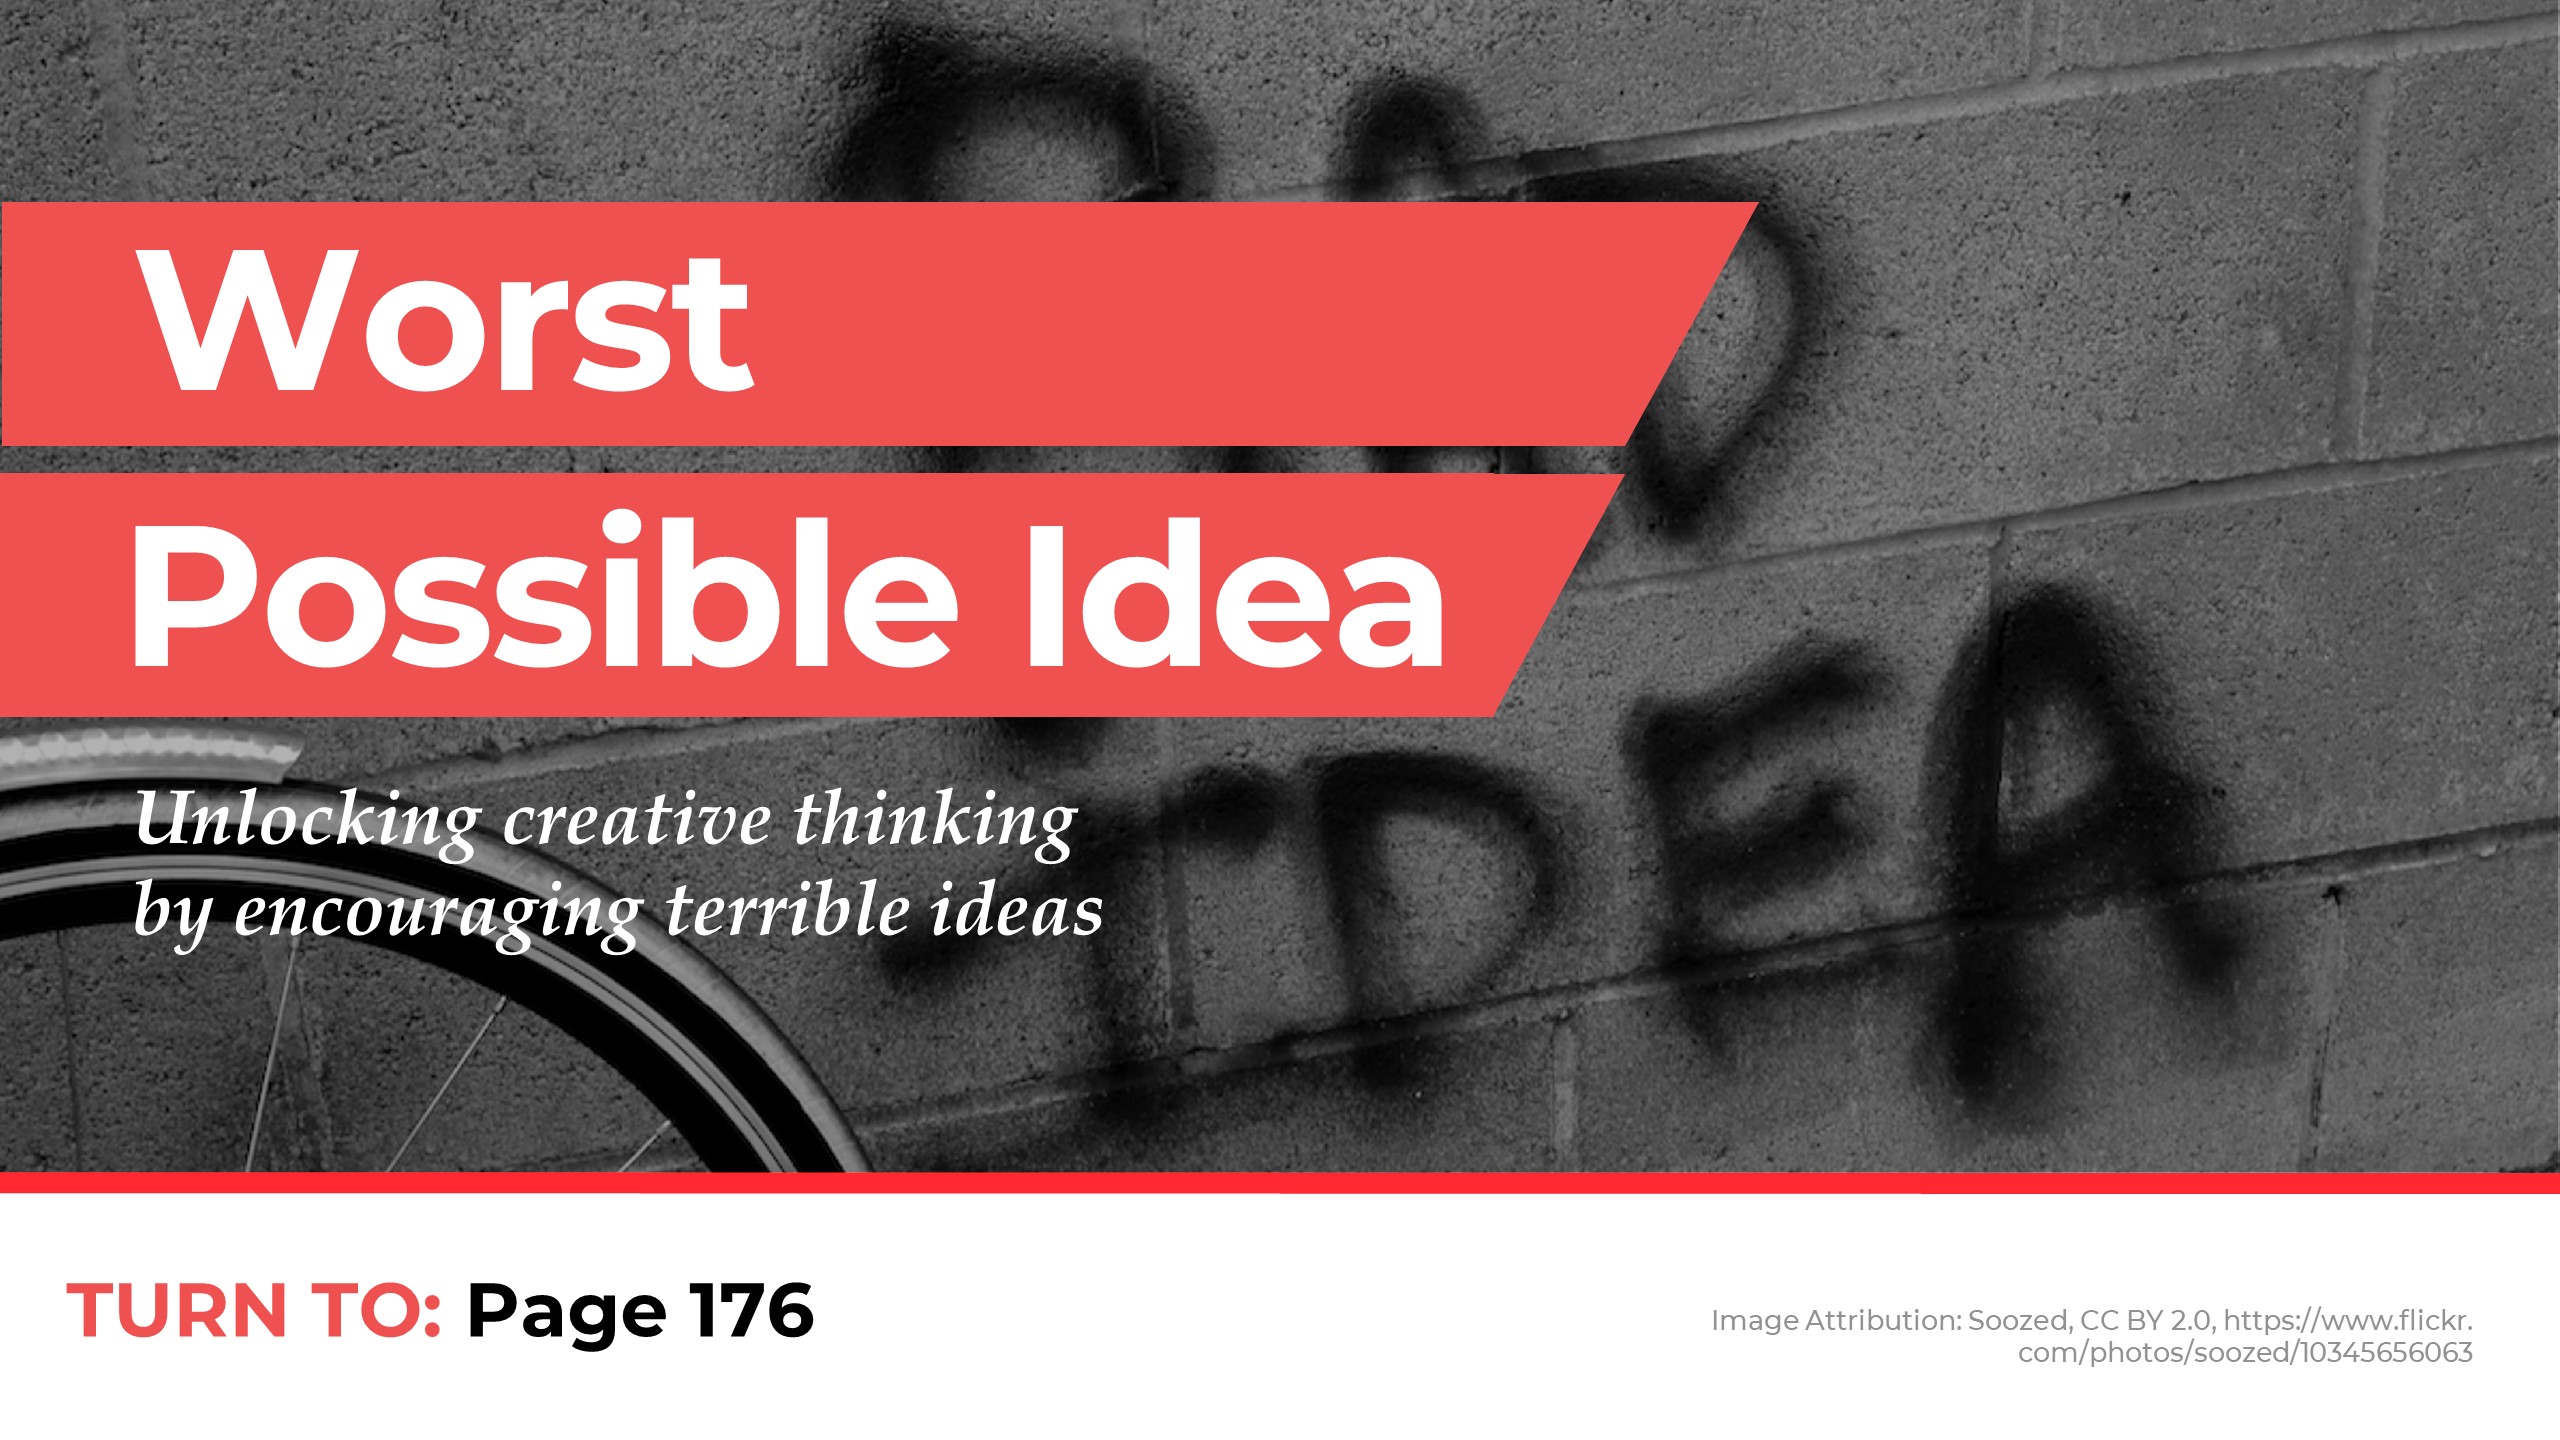 Worst
Possible Idea
Unlocking creative thinking
by encouraging terrible ideas
IDEA
TURN TO: Page 176
Image Attribution: Soozed, CC BY 2.0, https://www.flickr.
com/photos/soozed/10345656063